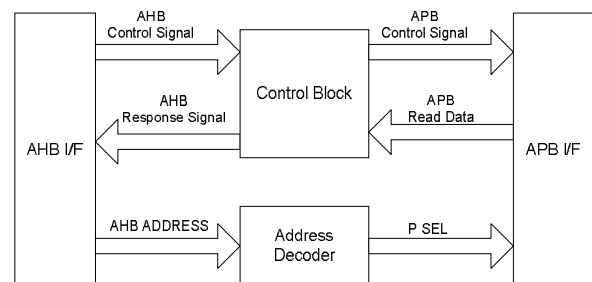 AHB
Control Signal
APB
Control Signal
Control Block
AHB
Response Signal
APB
Read Data
AHB I/F
APB I/F
AHB ADDRESS
Address
Decoder
P SEL